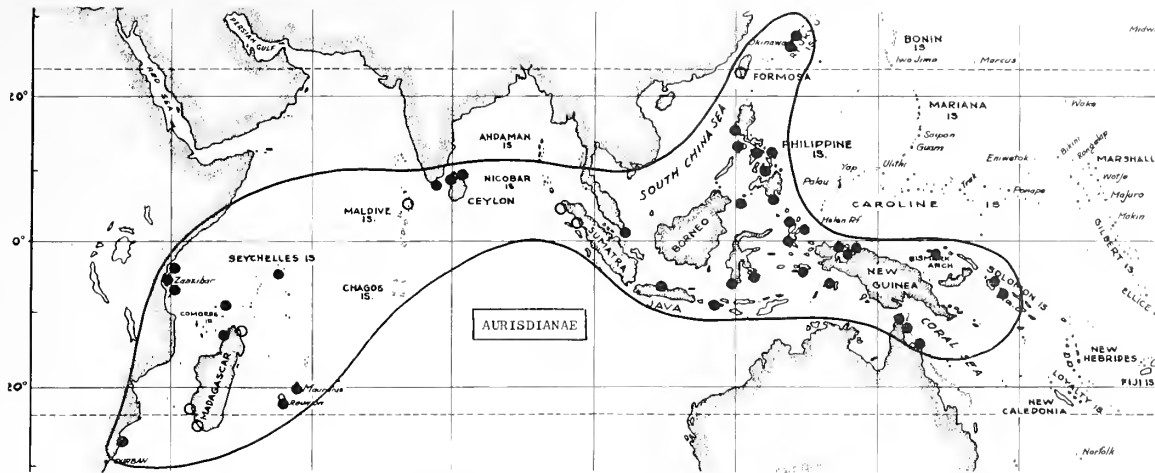 PERSIAN GULF
RED SEA
20°
0°
20°
Okinawa
FORMOSA
BONIN
IS
Iwo Jima
Marcus
MARIANA
IS
Saipan
Guam
Wake
Bikini
Rongelap
Eniwetok
MARSHALL
Wotje
Majuro
Makin
Yap
Ulithi
Palau
Truk
Ponape
CAROLINE IS
Helen Rf
GILBERT IS
ELLICE
SOUTH CHINA SEA
PHILIPPINE
IS.
ANDAMAN
IS
NICOBAR
IS
CEYLON
MALDIVE
IS.
SUMATRA
BORNEO
JAVA
NEW
GUINEA
BISMARK
ARCH
SOLOMON IS
CORAL SEA
SEYCHELLES IS
CHAGOS
IS.
Zanzibar
COMORES
IS
MADAGASCAR
Mauritius
Reunion
DURBAN
AURISDIANAE
NEW
HEBRIDES
FIJI IS
LOYALTY IS
NEW
CALEDONIA
Norfolk